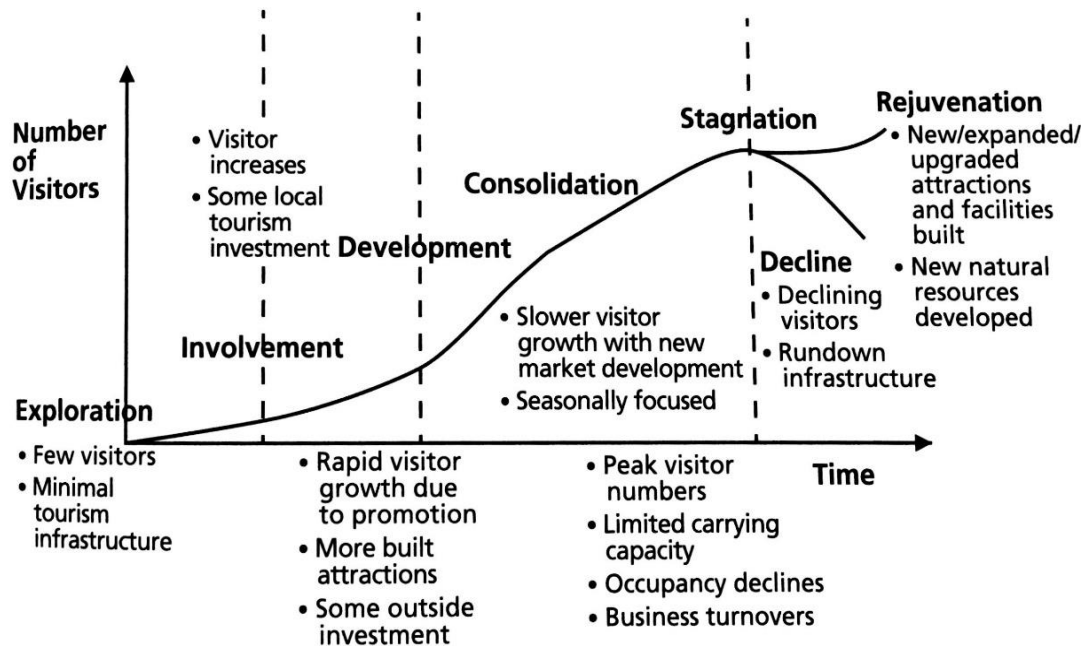 Number
of
Visitors
Exploration
• Few visitors
• Minimal
tourism
infrastructure
• Visitor
increases
• Some local
tourism
investment
Involvement
Development
• Rapid visitor
growth due
to promotion
• More built
attractions
• Some outside
investment
Consolidation
• Slower visitor
growth with new
market development
• Seasonally focused
Stagnation
• Peak visitor
numbers
• Limited carrying
capacity
• Occupancy declines
• Business turnovers
Decline
• Declining
visitors
• Rundown
infrastructure
Rejuvenation
• New/expanded/
upgraded
attractions
and facilities
built
• New natural
resources
developed
Time